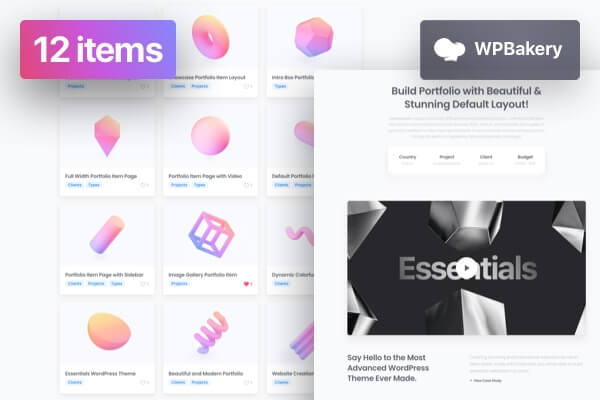 12 items
WPBakery
Showcase Portfolio Item Layout
Clients Projects
Intro Box Portfolio
Types
Full Width Portfolio Item Page
Clients Types
Portfolio Item Page with Video
Projects Types
Default Portfolio
Clients Projects
Portfolio Item Page with Sidebar
Clients Projects Types
Image Gallery Portfolio Item
Projects
Dynamic Colorful
Clients
Essentials WordPress Theme
Clients
Beautiful and Modern Portfolio
Clients Projects
Website Creation
Clients
Build Portfolio with Beautiful &
Stunning Default Layout!
Country Project Client Budget
Essentials
Say Hello to the Most
Advanced WordPress
Theme Ever Made.
+ View Case Study